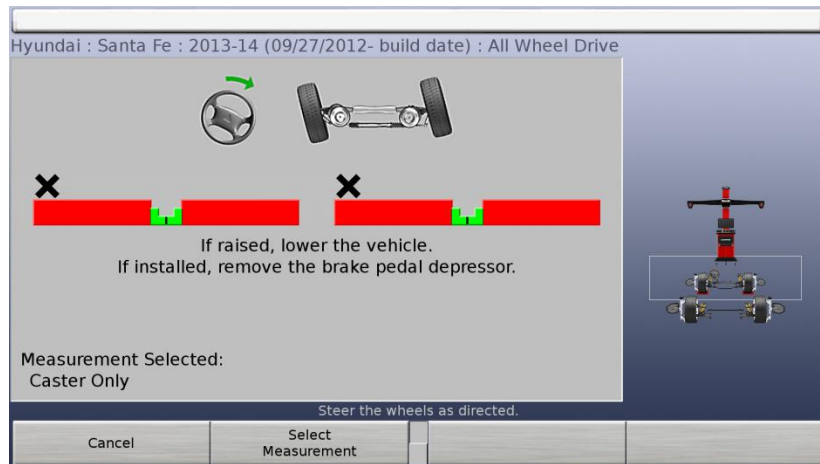 Hyundai : Santa Fe : 2013-14 (09/27/2012- build date) : All Wheel Drive
If raised, lower the vehicle.
If installed, remove the brake pedal depressor.
Measurement Selected:
Caster Only
Steer the wheels as directed.
Cancel
Select
Measurement